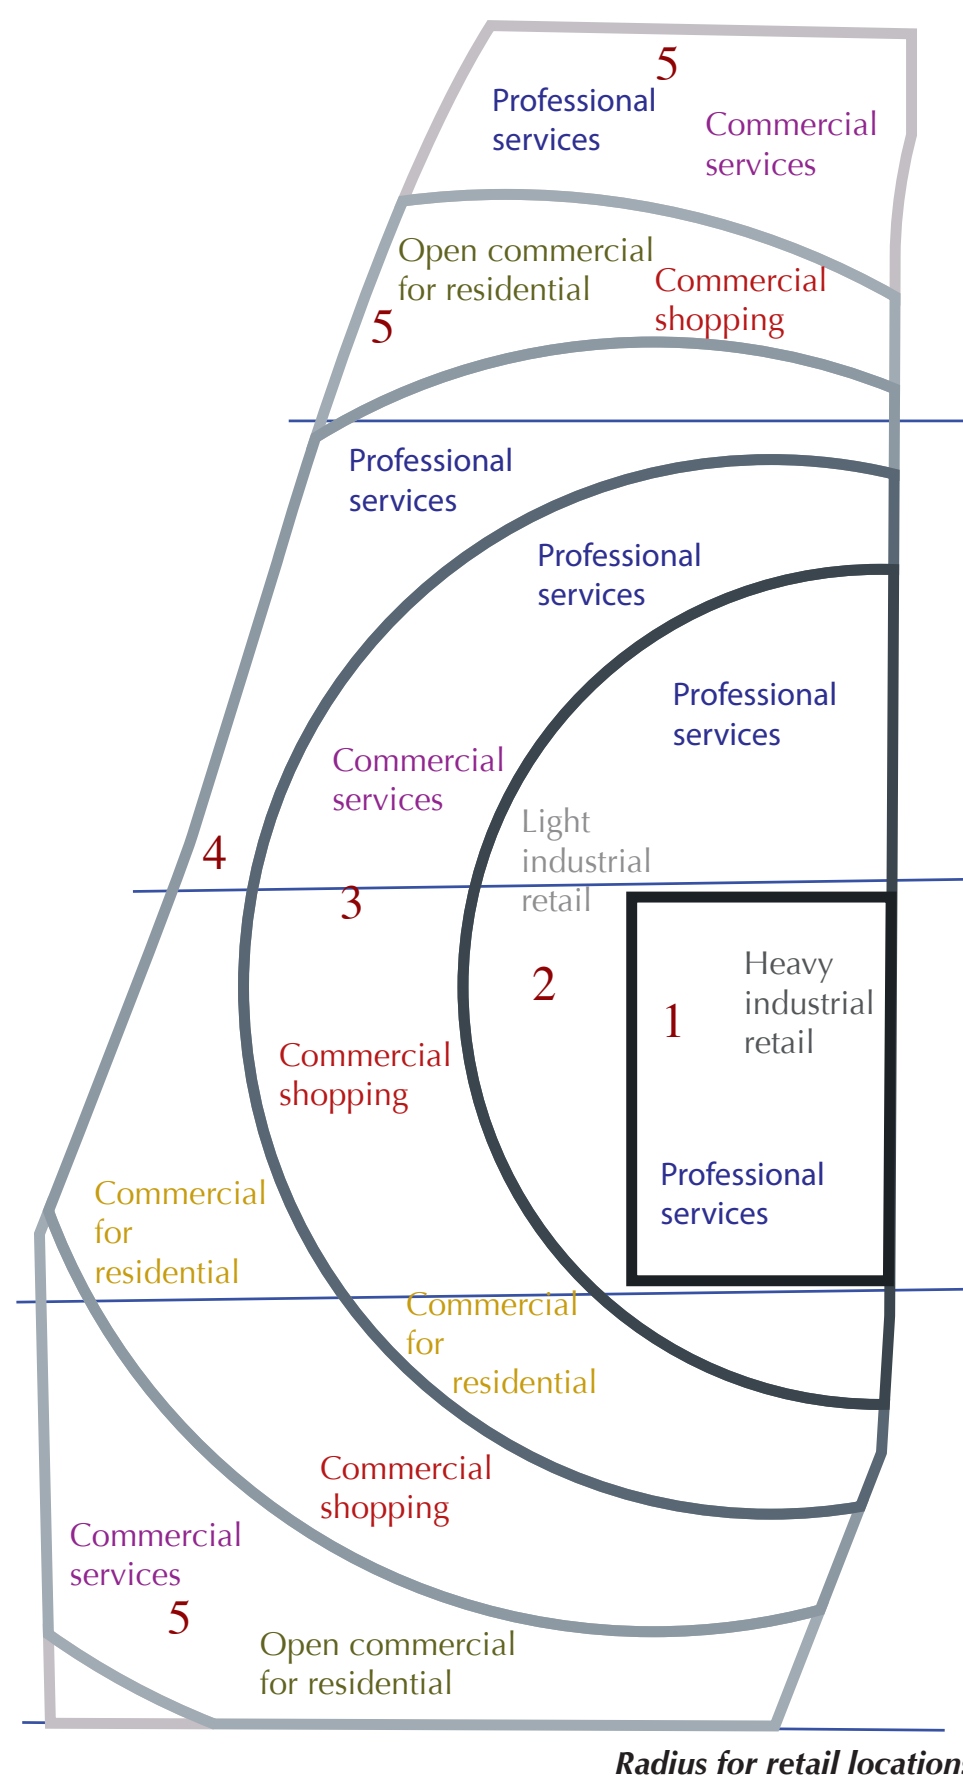 5
Professional
services
Commercial
services
Open commercial
for residential
Commercial
shopping
5
Professional
services
Professional
services
Professional
services
Commercial
services
Light
industrial
retail
4
3
2
1
Heavy
industrial
retail
Commercial
shopping
Professional
services
Commercial
for
residential
Commercial
for
residential
Commercial
shopping
Commercial
services
5
Open commercial
for residential
Radius for retail locations